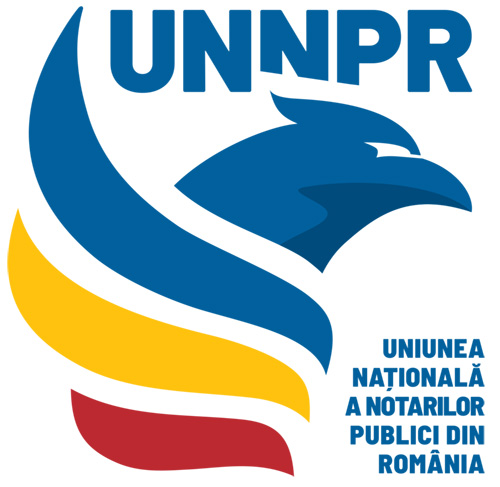 UNNPR
UNIUNEA
NAȚIONALĂ
A NOTARILOR
PUBLICI DIN
ROMÂNIA